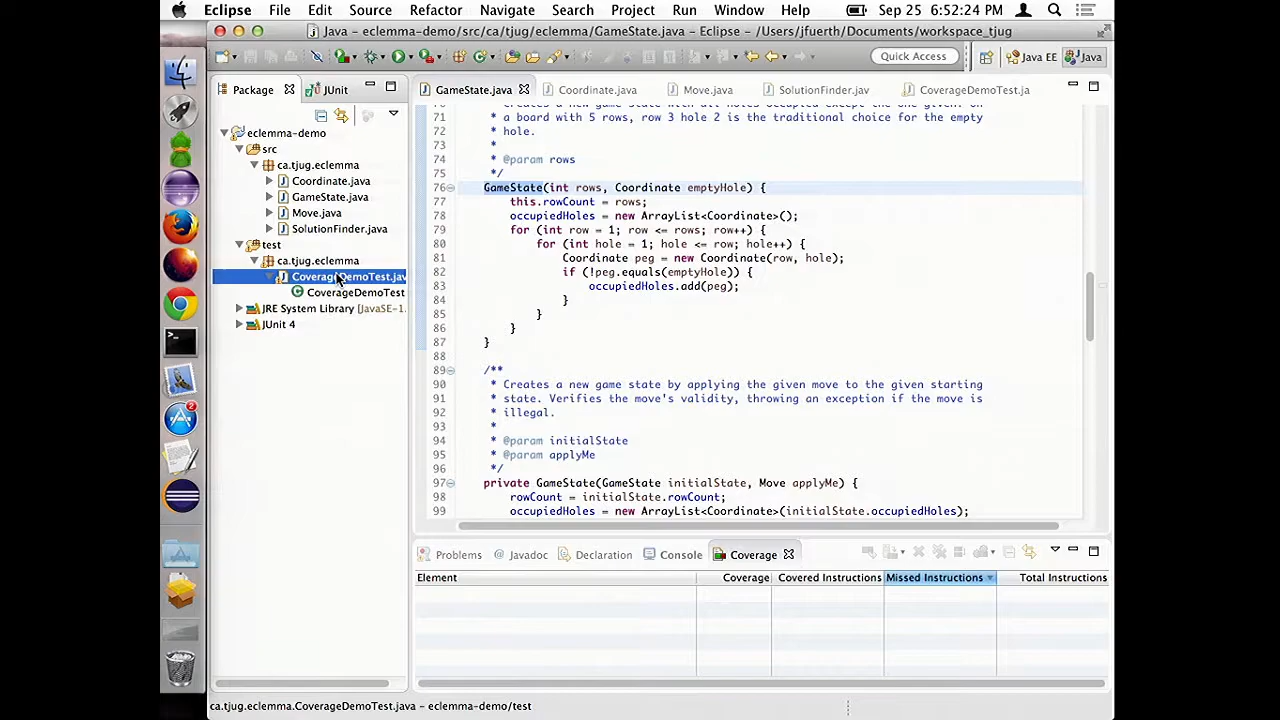 Eclipse File Edit Source Refactor Navigate Search Project Run Window Help Sep 25 6:52:24 PM
Java – eclemma-demo/src/ca/tjug/eclemma/GameState.java – Eclipse – /Users/jfuerth/Documents/workspace_tjug
Quick Access Java EE Java
Package JUnit
eclemma-demo
src
ca.tjug.eclemma
Coordinate.java
GameState.java
Move.java
SolutionFinder.java
test
ca.tjug.eclemma
CoverageDemoTest.jav
CoverageDemoTest
JRE System Library [JavaSE-1.
JUnit 4
GameState.java Coordinate.java Move.java SolutionFinder.jav CoverageDemoTest.ja
71 * a board with 5 rows, row 3 hole 2 is the traditional choice for the empty
72 * hole.
73 *
74 * @param rows
75 */
76 GameState(int rows, Coordinate emptyHole) {
77 this.rowCount = rows;
78 occupiedHoles = new ArrayList<Coordinate>();
79 for (int row = 1; row <= rows; row++) {
80 for (int hole = 1; hole <= row; hole++) {
81 Coordinate peg = new Coordinate(row, hole);
82 if (!peg.equals(emptyHole)) {
83 occupiedHoles.add(peg);
84 }
85 }
86 }
87 }
88
89 /**
90 * Creates a new game state by applying the given move to the given starting
91 * state. Verifies the move's validity, throwing an exception if the move is
92 * illegal.
93 *
94 * @param initialState
95 * @param applyMe
96 */
97 private GameState(GameState initialState, Move applyMe) {
98 rowCount = initialState.rowCount;
99 occupiedHoles = new ArrayList<Coordinate>(initialState.occupiedHoles);
Problems @ Javadoc Declaration Console Coverage
Element Coverage Covered Instructions Missed Instructions Total Instructions
ca.tjug.eclemma.CoverageDemoTest.java – eclemma-demo/test